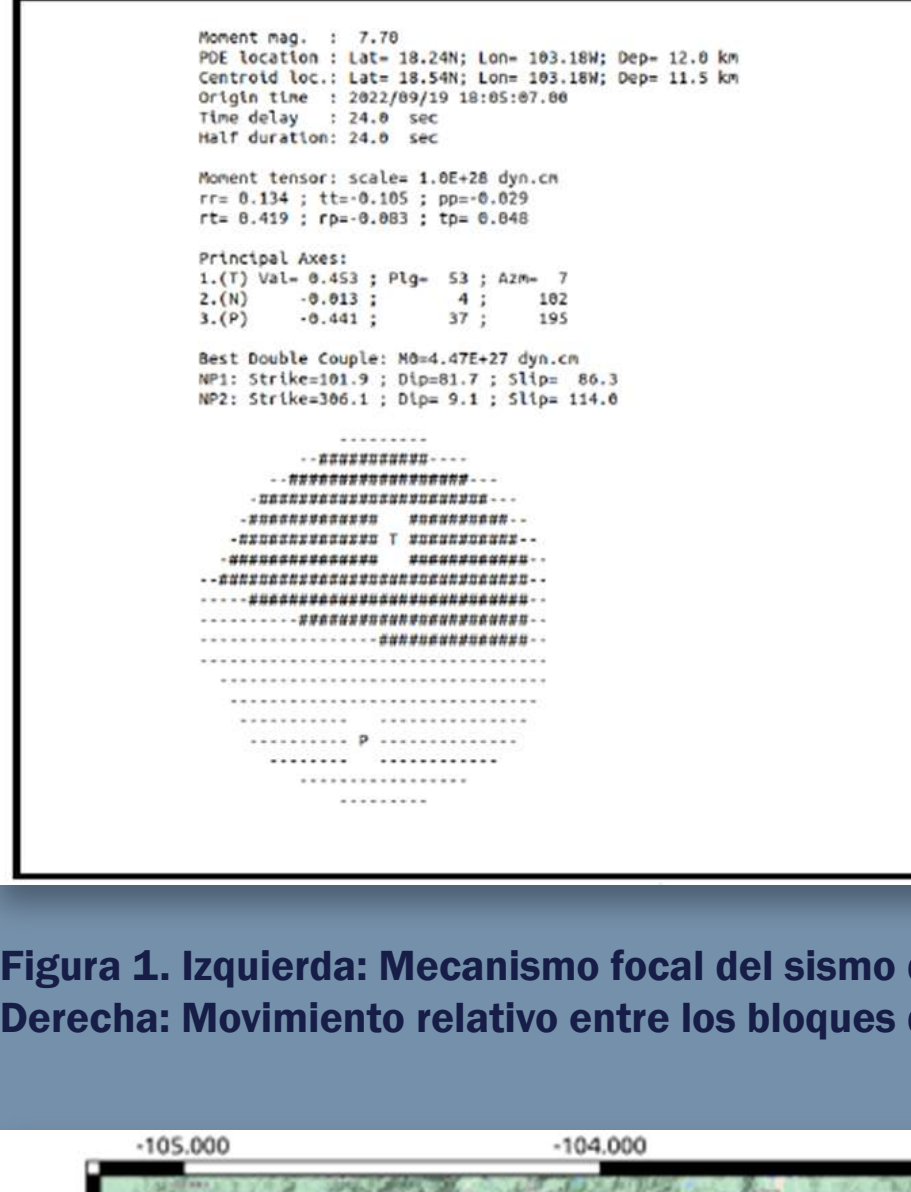 Moment mag.  :  7.70
PDE location : Lat= 18.24N; Lon= 103.18W; Dep= 12.0 km
Centroid loc.: Lat= 18.54N; Lon= 103.18W; Dep= 11.5 km
Origin time  : 2022/09/19 18:05:07.00
Time delay   : 24.0  sec
Half duration: 24.0  sec
Moment tensor: scale= 1.0E+28 dyn.cm
rr= 0.134 ; tt=-0.105 ; pp=-0.029
rt= 0.419 ; rp=-0.083 ; tp= 0.048
Principal Axes:
1.(T) Val= 0.453 ; Plg=  53 ; Azm=   7
2.(N)     -0.013 ;        4 ;      102
3.(P)     -0.441 ;       37 ;      195
Best Double Couple: M0=4.47E+27 dyn.cm
NP1: Strike=101.9 ; Dip=81.7 ; Slip=  86.3
NP2: Strike=306.1 ; Dip= 9.1 ; Slip= 114.0
T
P
Figura 1. Izquierda: Mecanismo focal del sismo
Derecha: Movimiento relativo entre los bloques
-105.000 -104.000